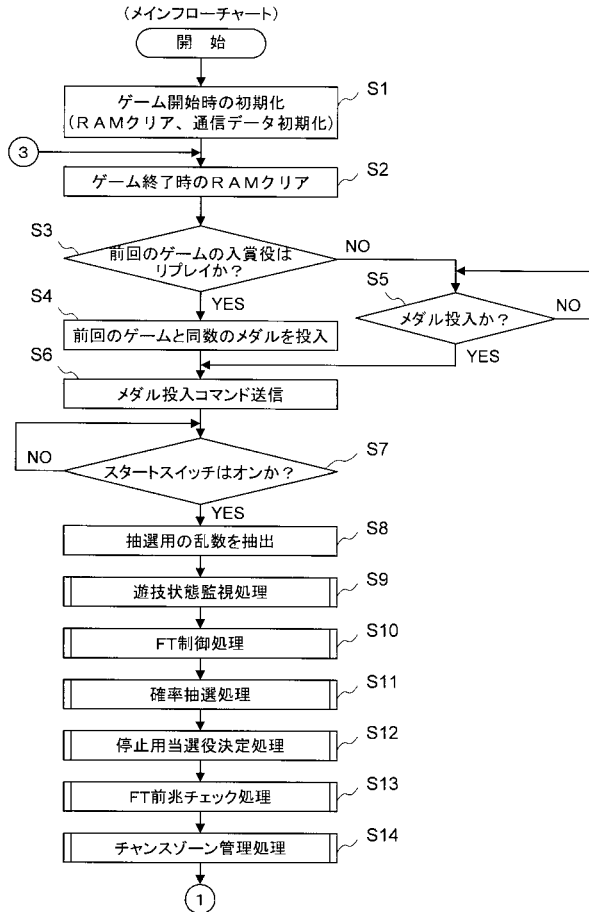 (メインフローチャート)
開　始
ゲーム開始時の初期化
(RAMクリア、通信データ初期化)
S1
3
ゲーム終了時のRAMクリア
S2
S3
前回のゲームの入賞役は
リプレイか？
NO
YES
S5
メダル投入か？
NO
YES
S4
前回のゲームと同数のメダルを投入
S6
メダル投入コマンド送信
スタートスイッチはオンか？
S7
NO
YES
抽選用の乱数を抽出
S8
遊技状態監視処理
S9
FT制御処理
S10
確率抽選処理
S11
停止用当選役決定処理
S12
FT前兆チェック処理
S13
チャンスゾーン管理処理
S14
1